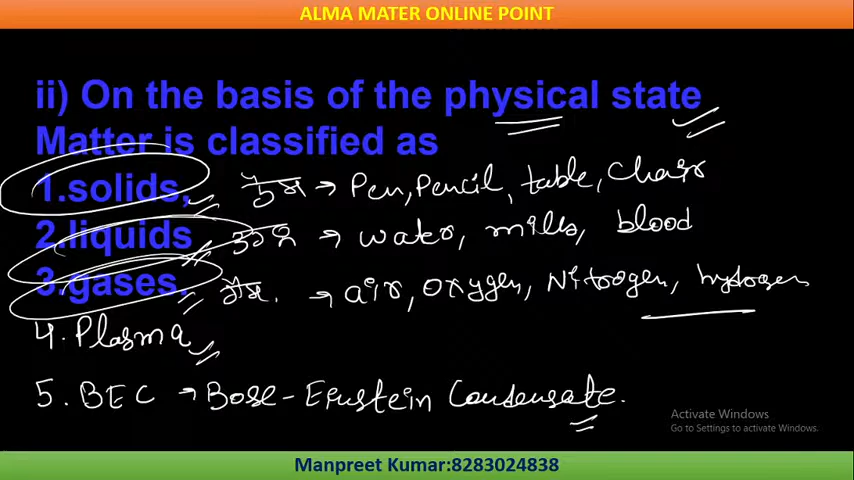 ALMA MATER ONLINE POINT
ii) On the basis of the physical state
Matter is classified as
1.solids, ਠੋਸ → Pen, Pencil, table, Chair
2.liquids → water, milk, blood
3.gases, ਗੈਸ. → air, oxygen, Nitrogen, hydrogen
4. Plasma
5. BEC → Bose-Einstein Condensate.
Activate Windows
Go to Settings to activate Windows.
Manpreet Kumar:8283024838